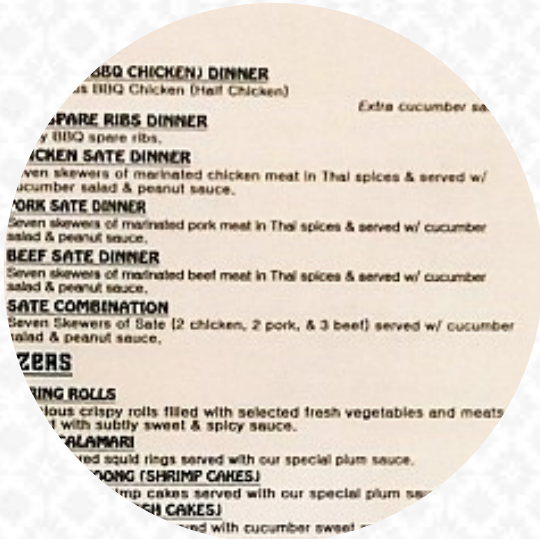 BBQ CHICKEN) DINNER
BBQ Chicken (Half Chicken)
Extra cucumber
SPARE RIBS DINNER
BBQ spare ribs.
SATE DINNER
skewers of marinated chicken meat in Thai spices & served w/
cucumber salad & peanut sauce.
PORK SATE DINNER
Seven skewers of marinated pork meat in Thai spices & served w/ cucumber
salad & peanut sauce.
BEEF SATE DINNER
Seven skewers of marinated beef meat in Thai spices & served w/ cucumber
salad & peanut sauce.
SATE COMBINATION
Seven Skewers of Sate (2 chicken, 2 pork, & 3 beef) served w/ cucumber
salad & peanut sauce.
ROLLS
crispy rolls filled with selected fresh vegetables and meats
with subtly sweet & spicy sauce.
CALAMARI
squid rings served with our special plum sauce.
(SHRIMP CAKES)
cakes served with our special plum
CAKES)
with cucumber sweet